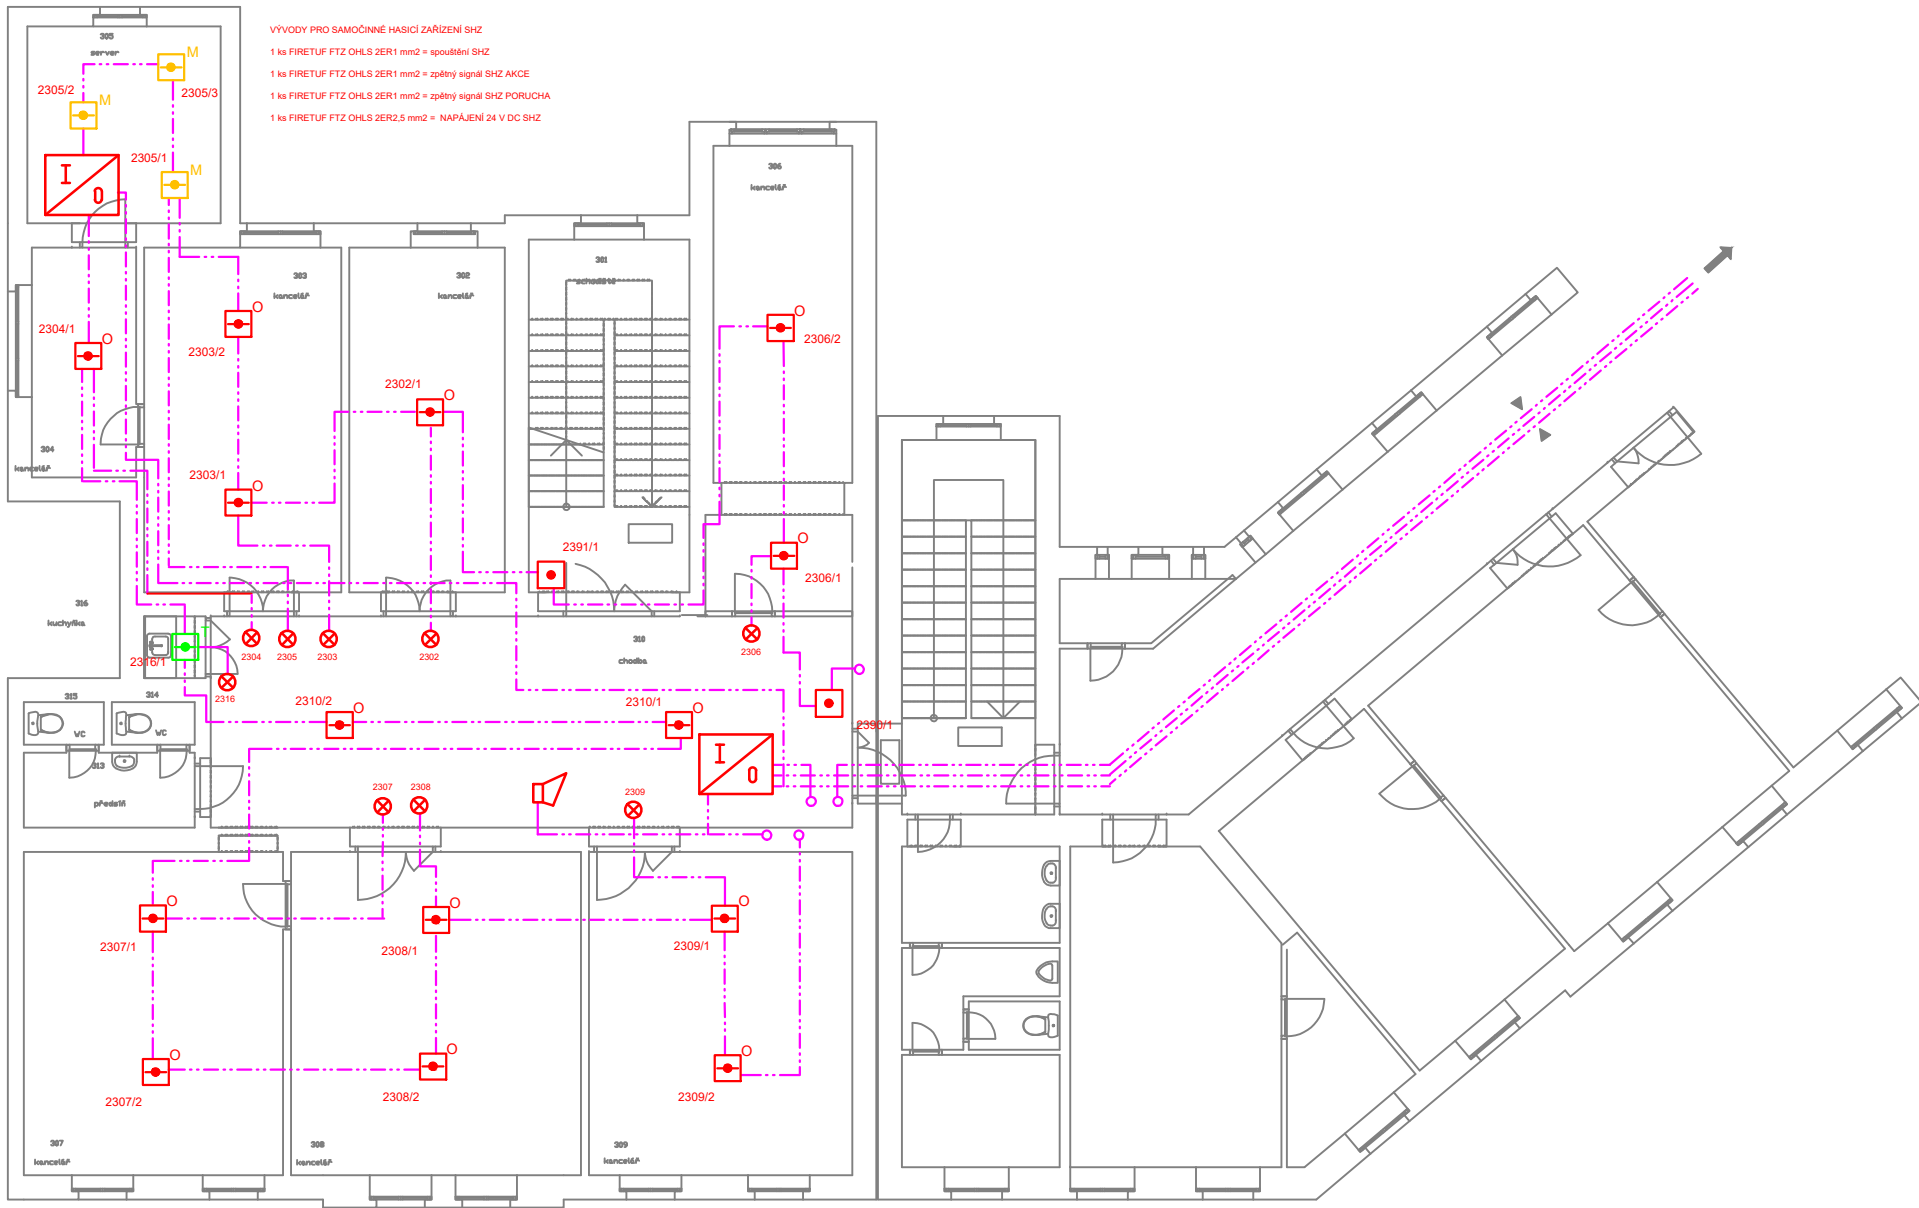 VÝVODY PRO SAMOČINNÉ HASICÍ ZAŘÍZENÍ SHZ
1 ks FIRETUF FTZ OHLS 2ER1 mm2 = spouštění SHZ
1 ks FIRETUF FTZ OHLS 2ER1 mm2 = zpětný signál SHZ AKCE
1 ks FIRETUF FTZ OHLS 2ER1 mm2 = zpětný signál SHZ PORUCHA
1 ks FIRETUF FTZ OHLS 2ER2,5 mm2 = NAPÁJENÍ 24 V DC SHZ
305
server
M
2305/3
2305/2
M
2305/1
M
I
0
306
kancelář
301
schodiště
303
kancelář
302
kancelář
2304/1
O
O
2303/2
O
2306/2
2302/1
O
304
kancelář
2303/1
O
2391/1
O
2306/1
316
kuchyňka
T
2316/1
2304
2305
2303
2302
2306
310
chodba
2316
315
314
WC
WC
2310/2
O
2310/1
O
2390/1
I
0
313
předsíň
2307
2308
2309
O
2307/1
O
2308/1
O
2309/1
O
2307/2
O
2308/2
O
2309/2
307
kancelář
308
kancelář
309
kancelář